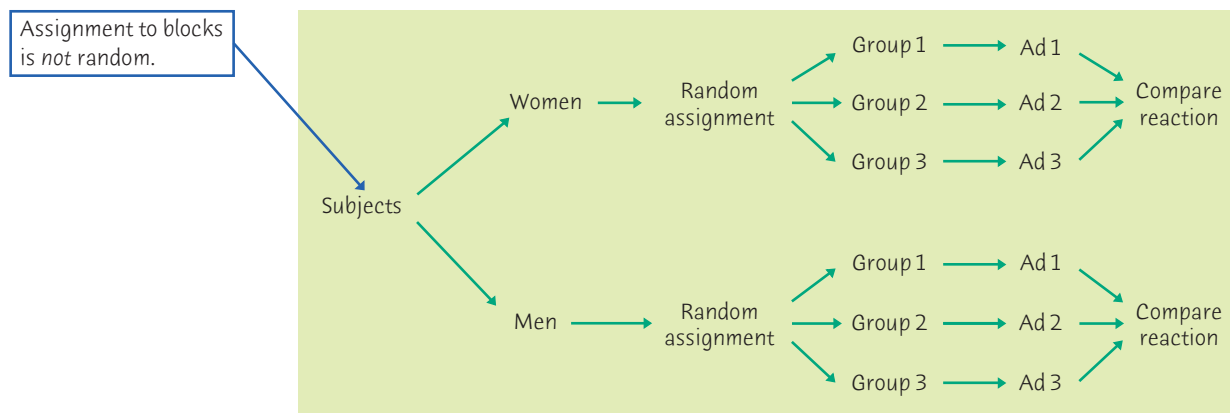 Assignment to blocks
is not random.
Subjects
Women
Random
assignment
Group 1
Ad 1
Group 2
Ad 2
Group 3
Ad 3
Compare
reaction
Men
Random
assignment
Group 1
Ad 1
Group 2
Ad 2
Group 3
Ad 3
Compare
reaction